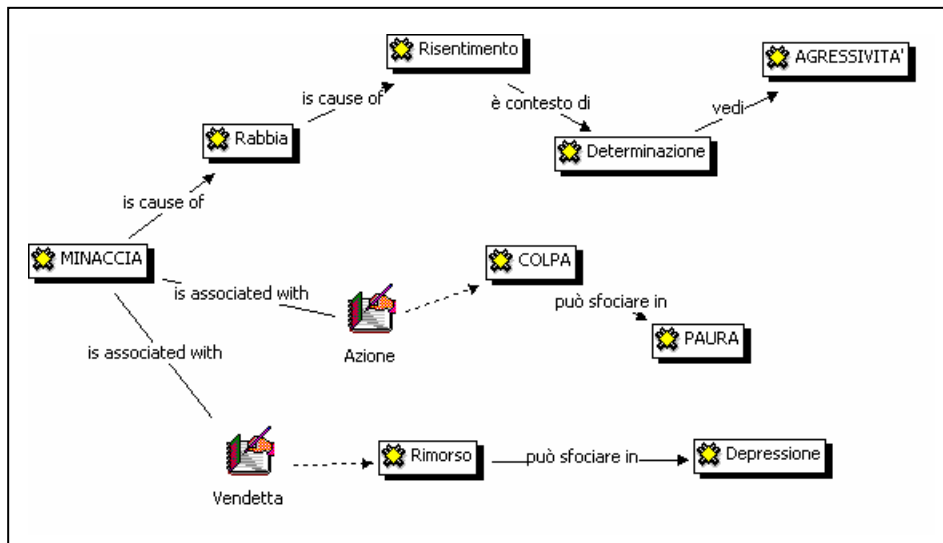 Risentimento
AGRESSIVITA'
is cause of
è contesto di
vedi
Rabbia
Determinazione
is cause of
MINACCIA
COLPA
is associated with
può sfociare in
Azione
PAURA
is associated with
Rimorso
può sfociare in
Depressione
Vendetta